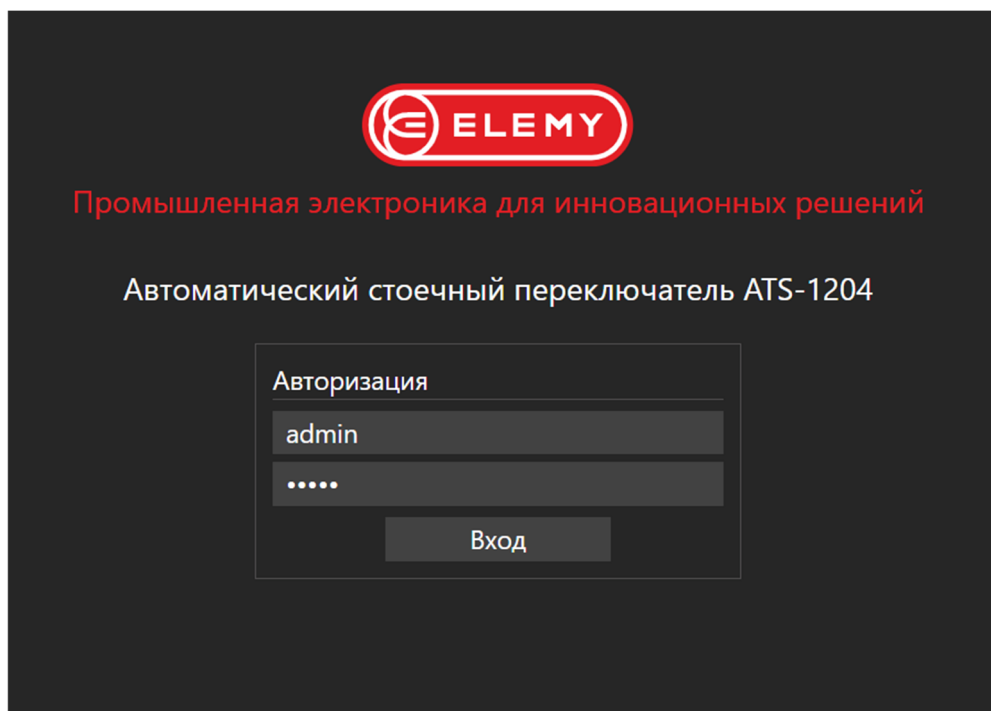 ELEMY
Промышленная электроника для инновационных решений
Автоматический стоечный переключатель ATS-1204
Авторизация
admin
•••••
Вход